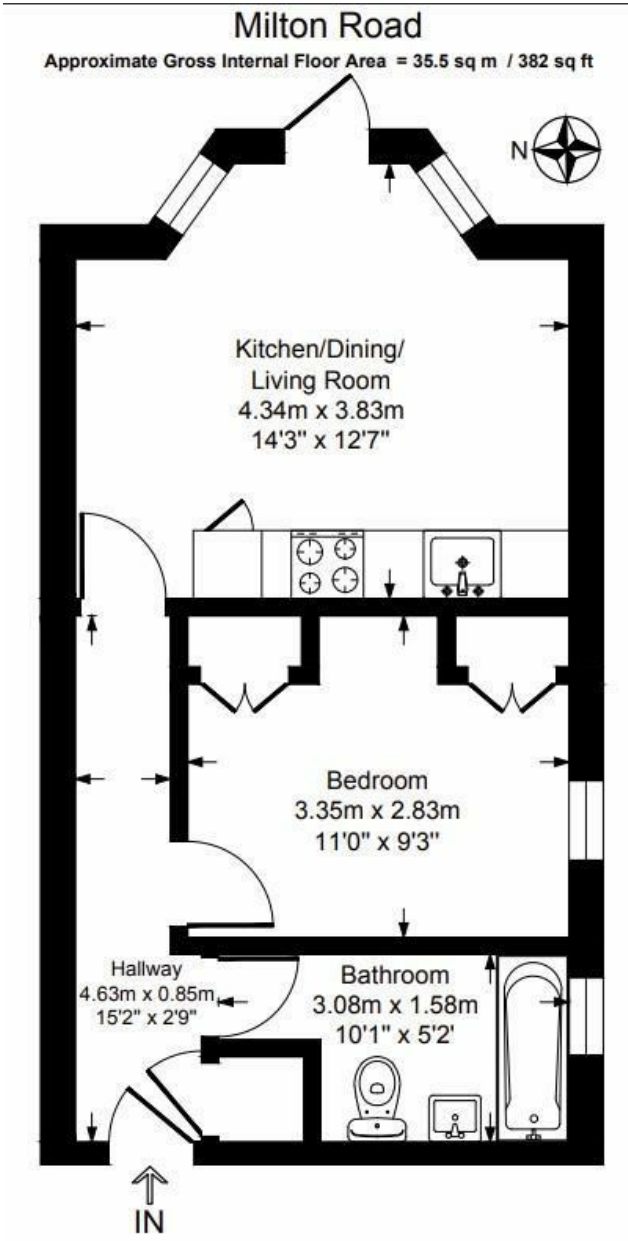 Milton Road
Approximate Gross Internal Floor Area = 35.5 sq m / 382 sq ft
N
Kitchen/Dining/
Living Room
4.34m x 3.83m
14'3" x 12'7"
Bedroom
3.35m x 2.83m
11'0" x 9'3"
Hallway
4.63m x 0.85m
15'2" x 2'9"
Bathroom
3.08m x 1.58m
10'1" x 5'2'
IN